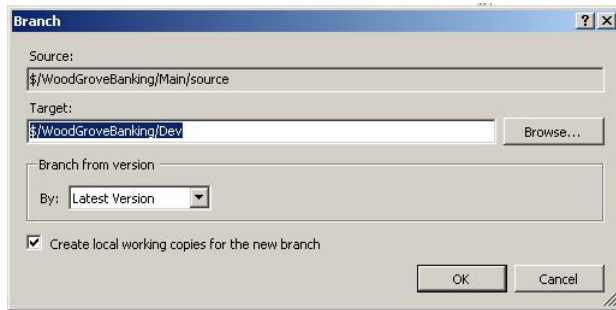 Branch
Source:
$/WoodGroveBanking/Main/source
Target:
$/WoodGroveBanking/Dev
Browse...
Branch from version
By: Latest Version
Create local working copies for the new branch
OK Cancel